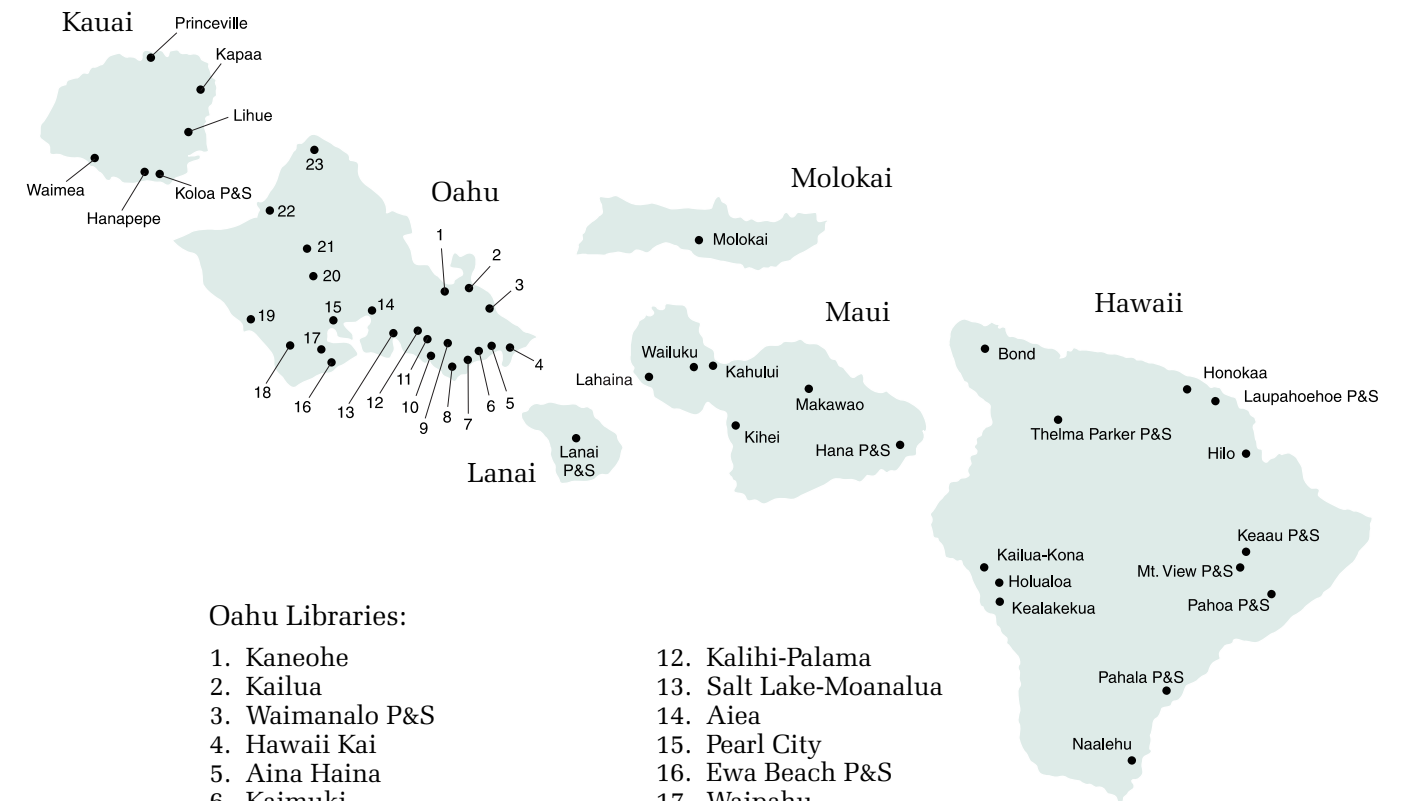 Kauai
Princeville
Kapaa
Lihue
Waimea
Koloa P&S
Hanapepe
Oahu
23
22
21
20
19
18
17
16
15
14
13
12
11
10
9
8
7
6
5
4
3
2
1
Molokai
Molokai
Maui
Wailuku
Kahului
Lahaina
Makawao
Kihei
Hana P&S
Lanai
Lanai
P&S
Hawaii
Bond
Honokaa
Laupahoehoe P&S
Thelma Parker P&S
Hilo
Keaau P&S
Kailua-Kona
Mt. View P&S
Holualoa
Kealakekua
Pahoa P&S
Pahala P&S
Naalehu
Oahu Libraries:
1. Kaneohe
2. Kailua
3. Waimanalo P&S
4. Hawaii Kai
5. Aina Haina
6. Kaimuki
12. Kalihi-Palama
13. Salt Lake-Moanalua
14. Aiea
15. Pearl City
16. Ewa Beach P&S
17. Waipahu